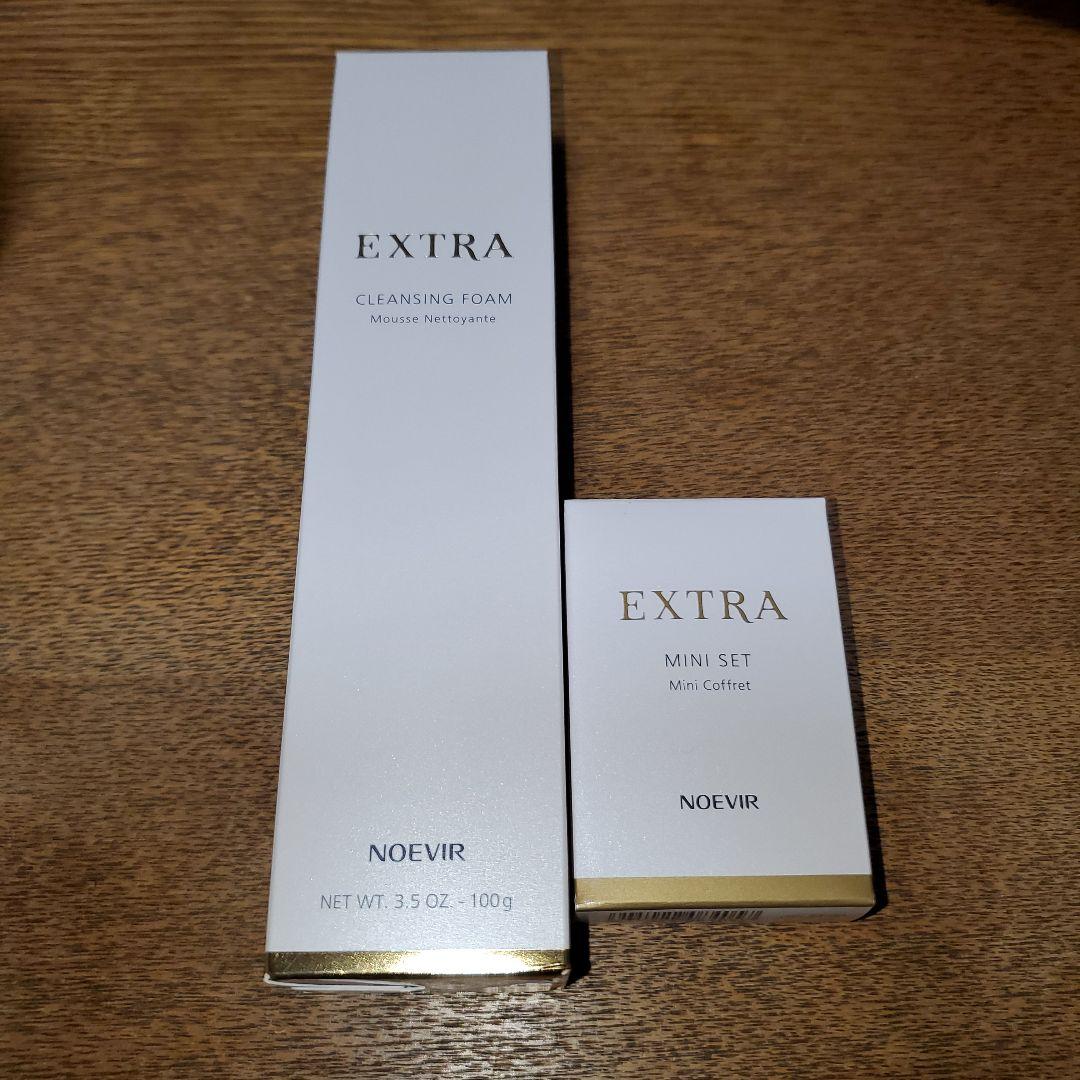 EXTRA
CLEANSING FOAM
Mousse Nettoyante
NOEVIR
NET WT. 3.5 OZ. - 100g
EXTRA
MINI SET
Mini Coffret
NOEVIR